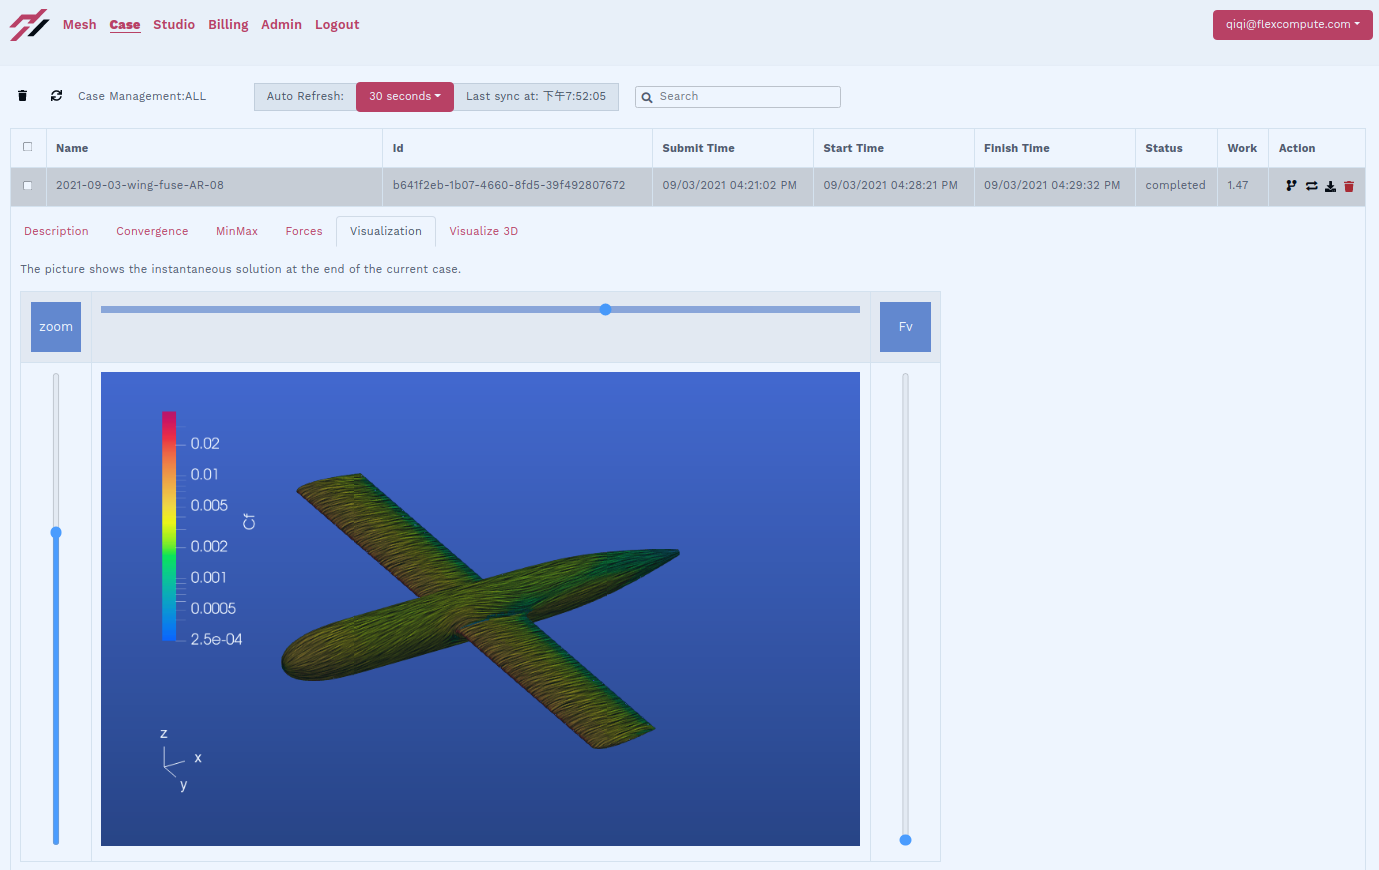 Mesh Case Studio Billing Admin Logout qiqi@flexcompute.com
Case Management:ALL Auto Refresh: 30 seconds Last sync at: 下午7:52:05 Search
Name Id Submit Time Start Time Finish Time Status Work Action
2021-09-03-wing-fuse-AR-08 b641f2eb-1b07-4660-8fd5-39f492807672 09/03/2021 04:21:02 PM 09/03/2021 04:28:21 PM 09/03/2021 04:29:32 PM completed 1.47
Description Convergence MinMax Forces Visualization Visualize 3D
The picture shows the instantaneous solution at the end of the current case.
zoom Fv
0.02
0.01
0.005
Cf
0.002
0.001
0.0005
2.5e-04
z
x
y